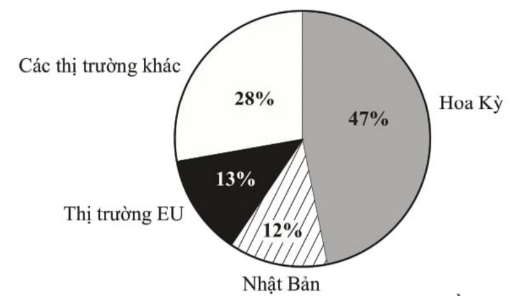 Các thị trường khác
28%
47%
Hoa Kỳ
13%
Thị trường EU
12%
Nhật Bản